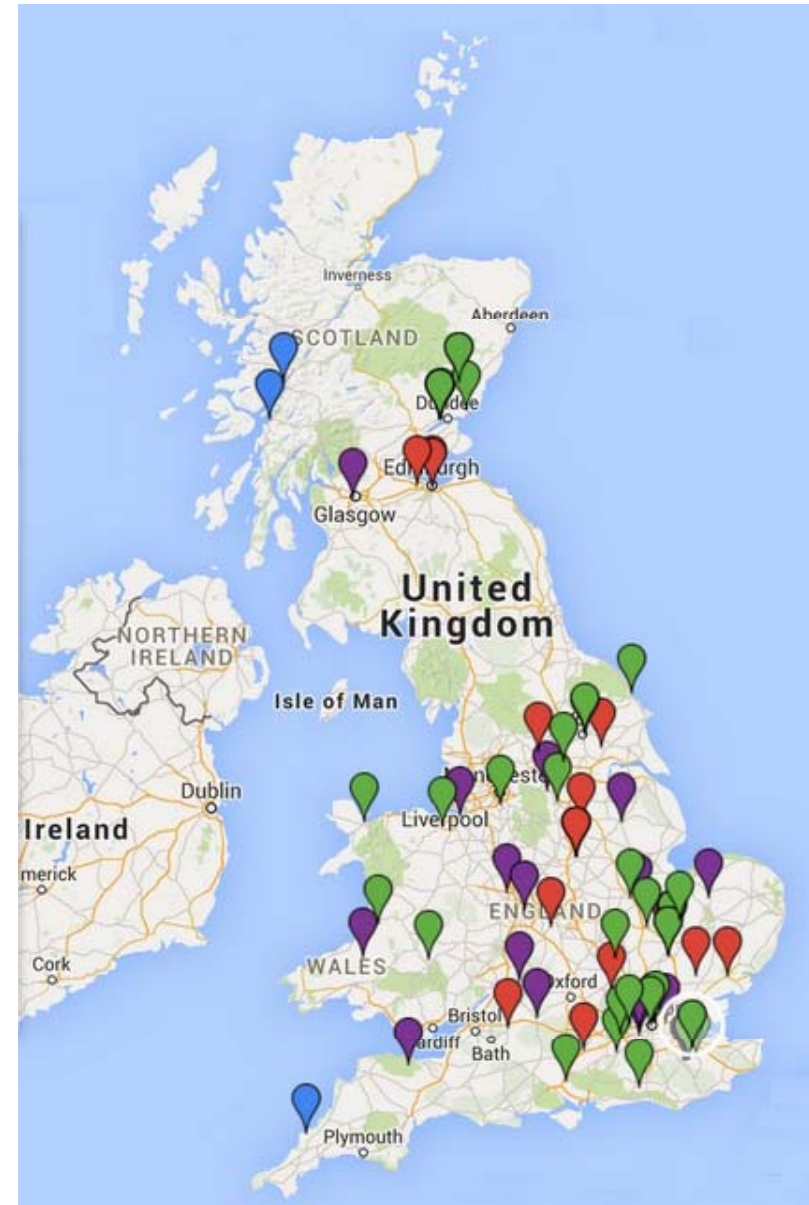 Inverness
SCOTLAND
Aberdeen
Glasgow
United
Kingdom
NORTHERN
IRELAND
Isle of Man
Dublin
Ireland
Liverpool
merick
ENGLAND
WALES
Cork
Bristol
Bath
Plymouth